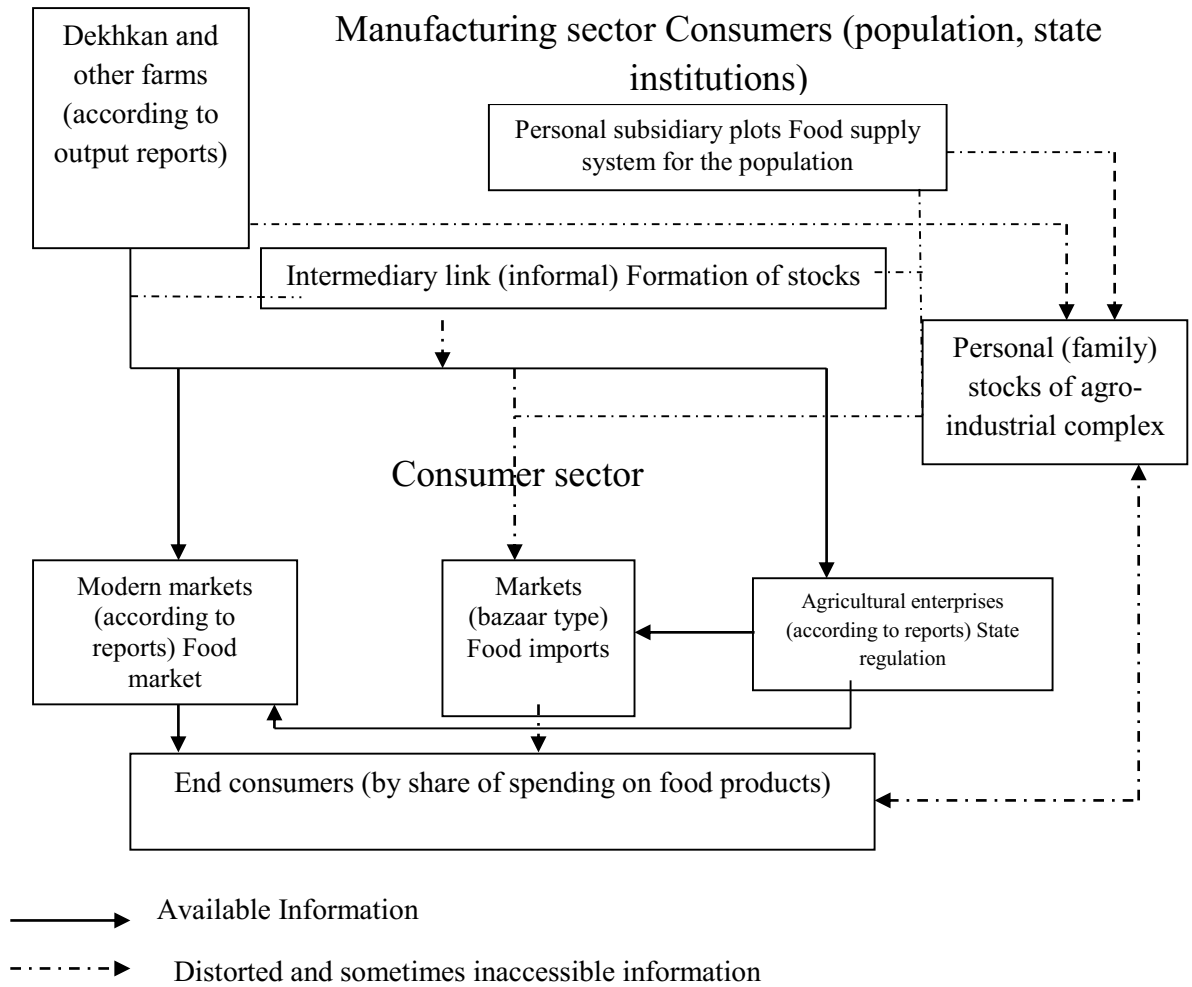 Dekhkan and
other farms
(according to
output reports)
Manufacturing sector Consumers (population, state
institutions)
Personal subsidiary plots Food supply
system for the population
Intermediary link (informal) Formation of stocks
Personal (family)
stocks of agro-
industrial complex
Consumer sector
Modern markets
(according to
reports) Food
market
Markets
(bazaar type)
Food imports
Agricultural enterprises
(according to reports) State
regulation
End consumers (by share of spending on food products)
Available Information
Distorted and sometimes inaccessible information